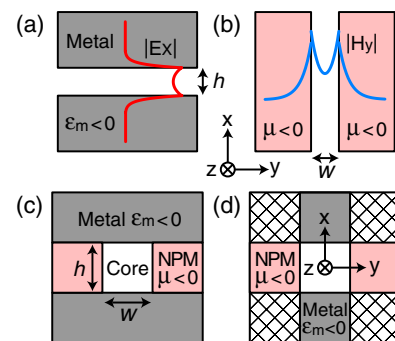 (a)
Metal
|Ex|
h
εm<0
(b)
|Hy|
μ<0
μ<0
w
x
z
y
(c)
Metal εm<0
h
Core
NPM
μ<0
w
(d)
x
NPM
μ<0
z
y
Metal
εm<0